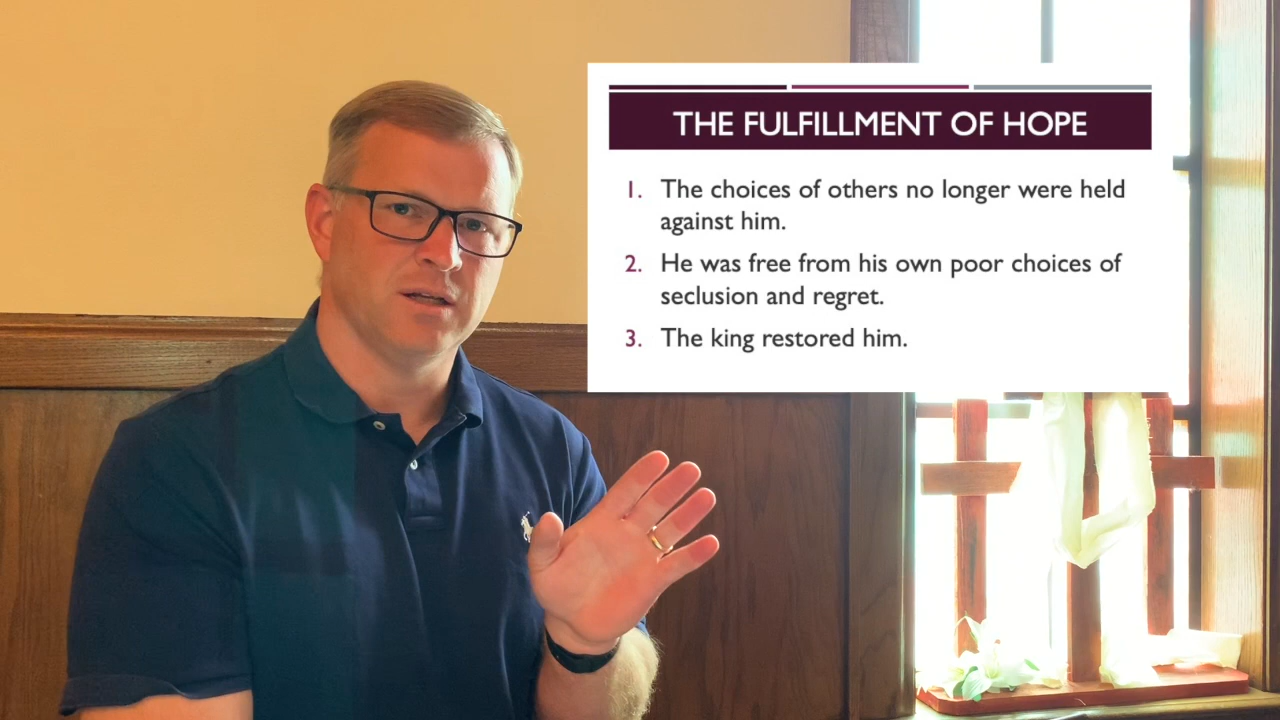 THE FULFILLMENT OF HOPE
1. The choices of others no longer were held
against him.
2. He was free from his own poor choices of
seclusion and regret.
3. The king restored him.